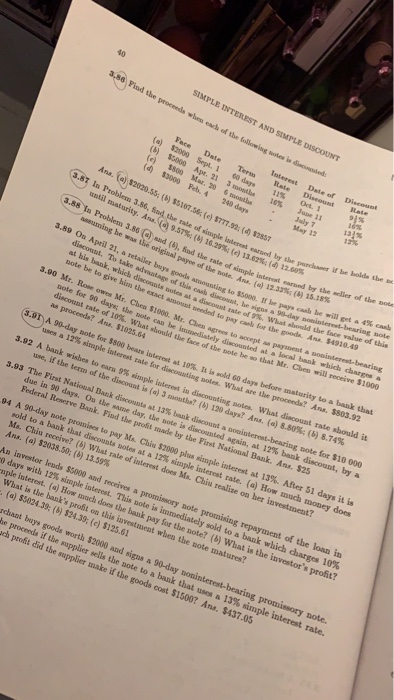 40
SIMPLE INTEREST AND SIMPLE DISCOUNT
3.86 Find the proceeds when each of the following notes is discounted:
Face Date Term Interest Rate Date of Discount Discount Rate
(a) $2000 Sept. 1 60 days 11% Oct. 1 9½%
(b) $5000 Apr. 21 3 months 10% June 11 10%
(c) $800 Mar. 20 6 months - July 7 13½%
(d) $3000 Feb. 4 240 days - May 12 12%
Ans. (a) $2020.55; (b) $5107.56; (c) $777.92; (d) $2857
3.87 In Problem 3.86, find the rate of simple interest earned by the purchaser if he holds the
until maturity. Ans. (a) 9.57%; (b) 10.29%; (c) 13.62%; (d) 12.60%
3.88 In Problem 3.86 (a) and (b), find the rate of simple interest earned by the seller of the note
assuming he was the original payee of the note. Ans. (a) 12.33%; (b) 15.18%
3.89 On April 21, a retailer buys goods amounting to $5000. If he pays cash he will get a 4% cash
discount. To take advantage of this cash discount, he signs a day noninterest-bearing note
at his bank, which discounts notes at a discount rate of 9%. What should the face value of this
note be to give him the exact amount needed to pay cash for the goods. Ans. $4910.49
3.90 Mr. Rose owes Mr. Chen $1000. Mr. Chen agrees to accept as payment a noninterest-bearing
note for 90 days, the note can be immediately discounted at a local bank which charges a
discount rate of 10%. What should the face of the note be so that Mr. Chen will receive $1000
as proceeds? Ans. $1025.64
3.91 A 90-day note for $800 bears interest at 10%. It is sold 60 days before maturity to a bank that
uses a 12% simple interest rate for discounting notes. What are the proceeds? Ans. $803.92
3.92 A bank wishes to earn 9% simple interest in discounting notes. What discount rate should it
use, if the term of the discount is (a) 3 months? (b) 120 days? Ans. (a) 8.80%; (b) 8.74%
3.93 The First National Bank discounts at 13% bank discount a noninterest-bearing note for $10 000
due in 90 days. On the same day, the note is discounted again, at 12% bank discount, by a
Federal Reserve Bank. Find the profit made by the First National Bank. Ans. $25
94 A 90-day note promises to pay Ms. Chiu $2000 plus simple interest at 13%. After 51 days it is
sold to a bank that discounts notes at a 12% simple interest rate. (a) How much money does
Ms. Chiu receive? (b) What rate of interest does Ms. Chiu realize on her investment?
Ans. (a) $2038.50; (b) 13.59%
An investor lends $5000 and receives a promissory note promising repayment of the loan in
0 days with 12% simple interest. This note is immediately sold to a bank which charges 10%
mple interest. (a) How much does the bank pay for the note? (b) What is the investor's profit?
What is the bank's profit on this investment when the note matures?
. (a) $5024.39; (b) $24.39; (c) $125.61
rchant buys goods worth $2000 and signs a 90-day noninterest-bearing promissory note.
he proceeds if the supplier sells the note to a bank that uses a 13% simple interest rate.
ch profit did the supplier make if the goods cost $1500? Ans. $437.05